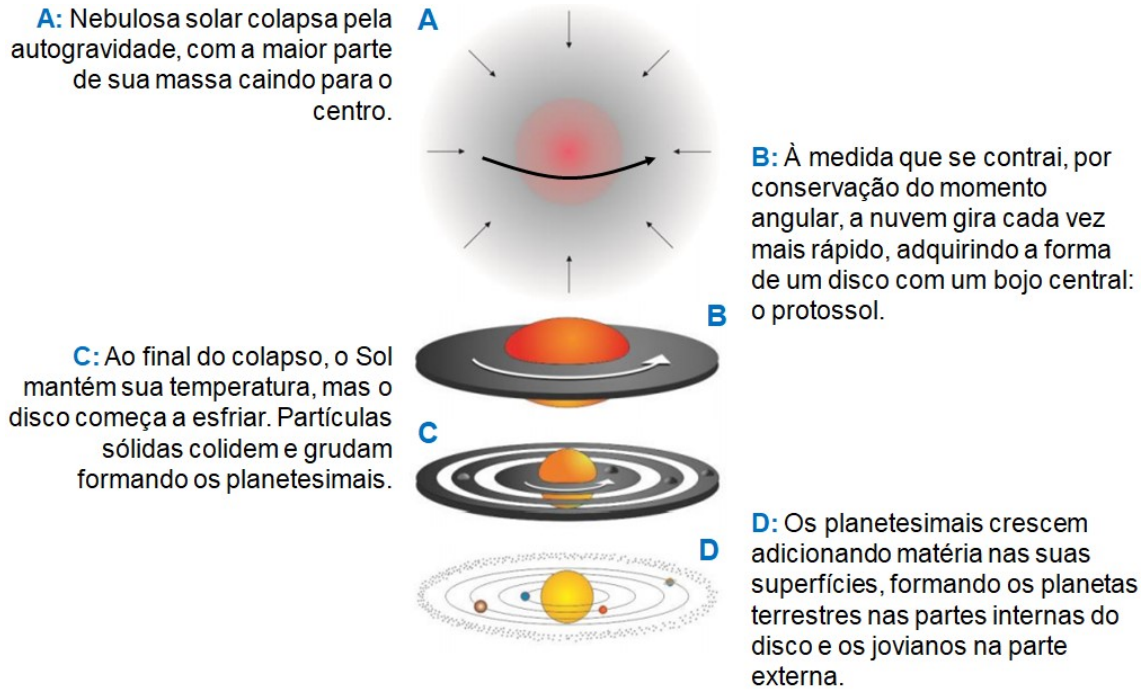 A: Nebulosa solar colapsa pela
autogravidade, com a maior parte
de sua massa caindo para o
centro.
A
B: À medida que se contrai, por
conservação do momento
angular, a nuvem gira cada vez
mais rápido, adquirindo a forma
de um disco com um bojo central:
o protossol.
B
C: Ao final do colapso, o Sol
mantém sua temperatura, mas o
disco começa a esfriar. Partículas
sólidas colidem e grudam
formando os planetesimais.
C
D: Os planetesimais crescem
adicionando matéria nas suas
superfícies, formando os planetas
terrestres nas partes internas do
disco e os jovianos na parte
externa.
D